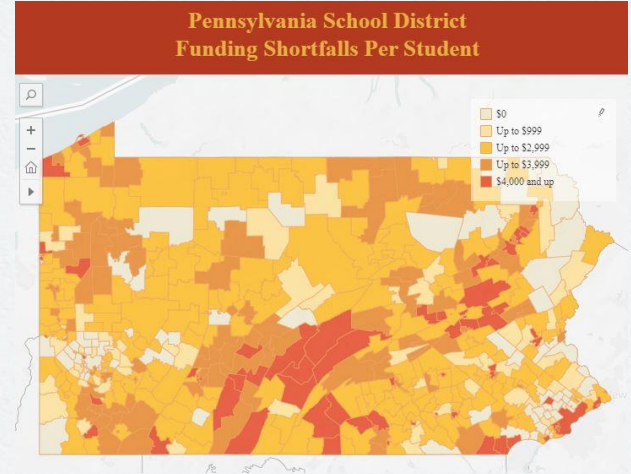 Pennsylvania School District
Funding Shortfalls Per Student
$0
Up to $999
Up to $2,999
Up to $3,999
$4,000 and up